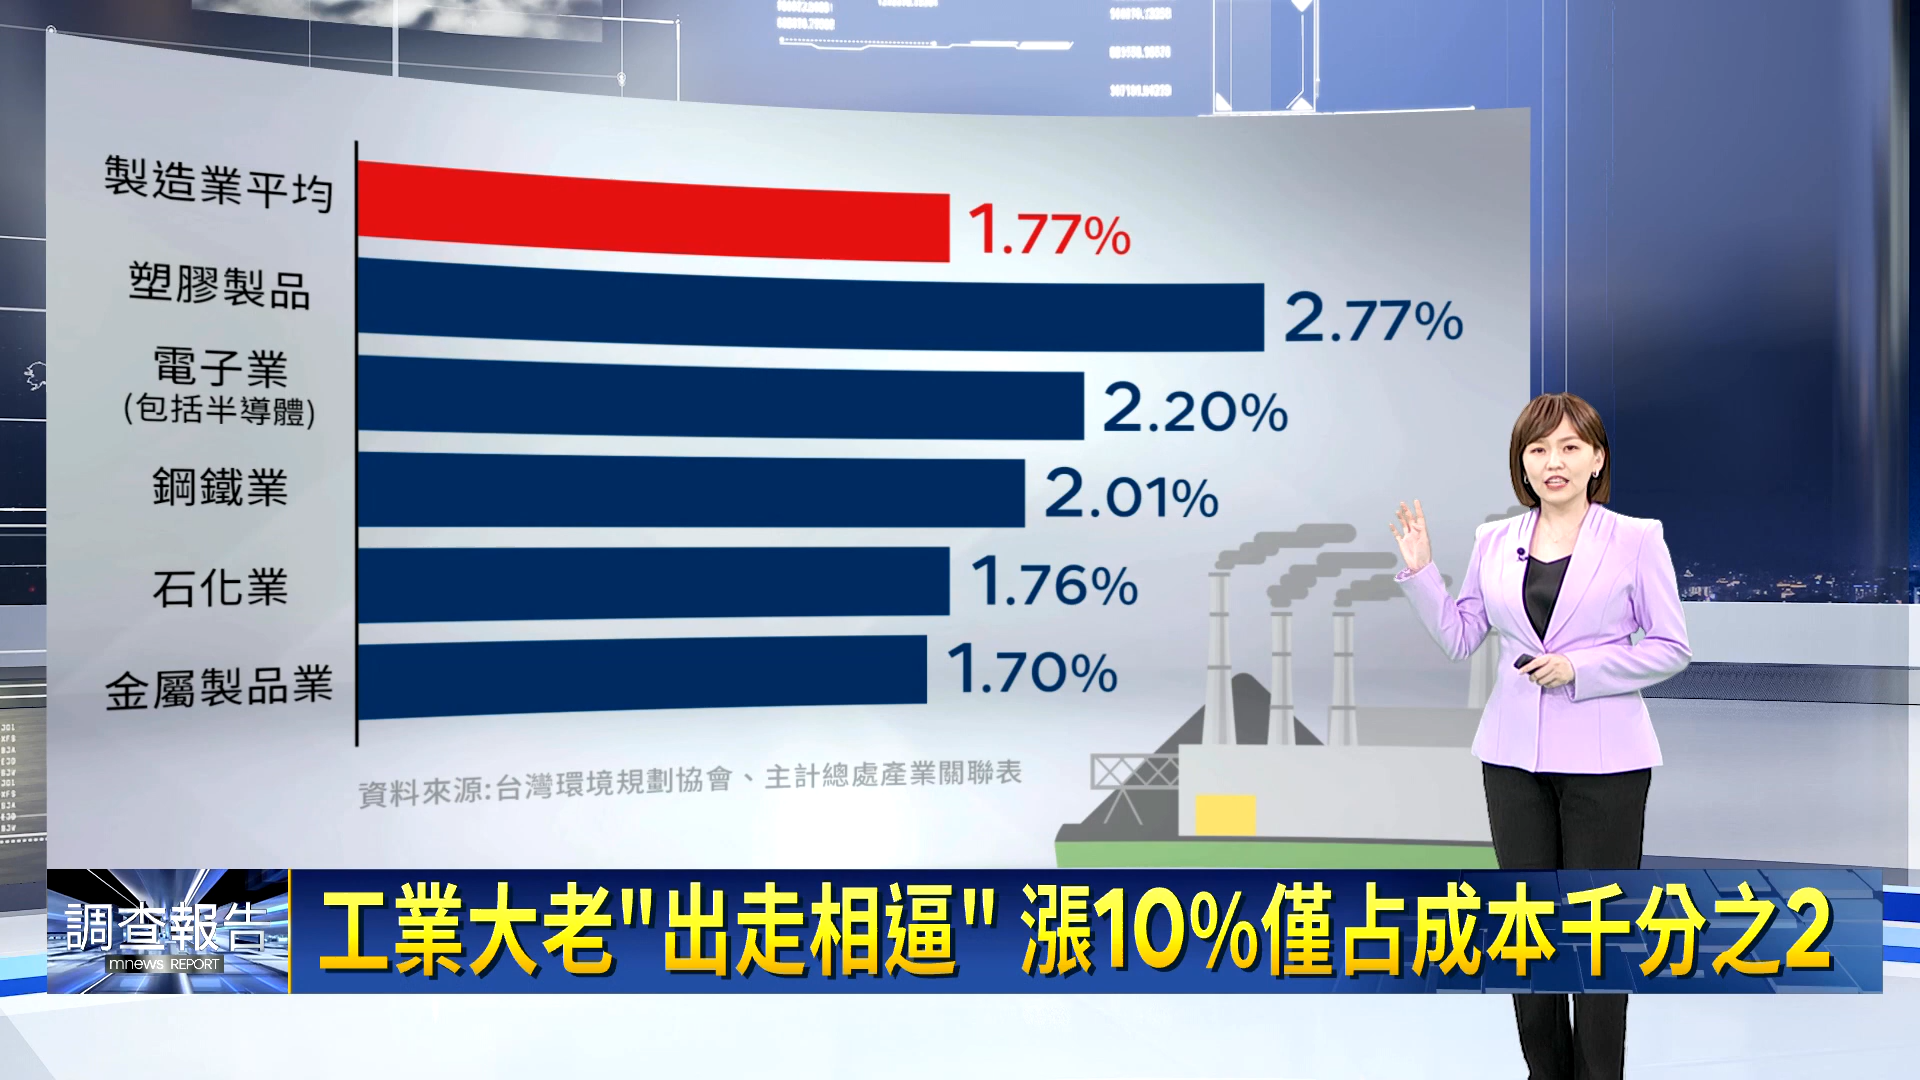 製造業平均
1.77%
塑膠製品
2.77%
電子業
(包括半導體)
2.20%
鋼鐵業
2.01%
石化業
1.76%
金屬製品業
1.70%
資料來源:台灣環境規劃協會、主計總處產業關聯表
調查報告
mnews REPORT
工業大老"出走相逼" 漲10%僅占成本千分之2